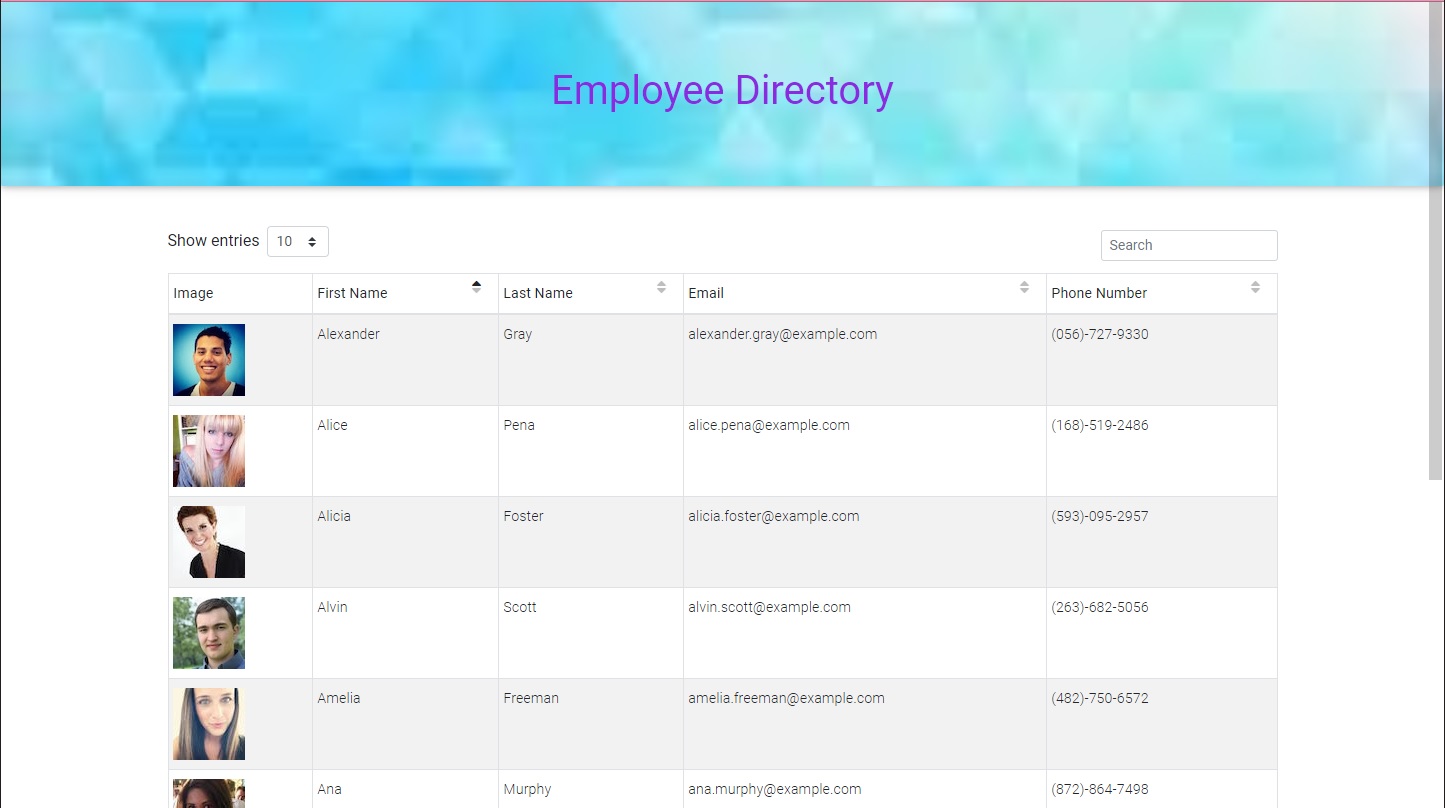 Employee Directory
Show entries 10
Search
Image First Name Last Name Email Phone Number
Alexander Gray alexander.gray@example.com (056)-727-9330
Alice Pena alice.pena@example.com (168)-519-2486
Alicia Foster alicia.foster@example.com (593)-095-2957
Alvin Scott alvin.scott@example.com (263)-682-5056
Amelia Freeman amelia.freeman@example.com (482)-750-6572
Ana Murphy ana.murphy@example.com (872)-864-7498